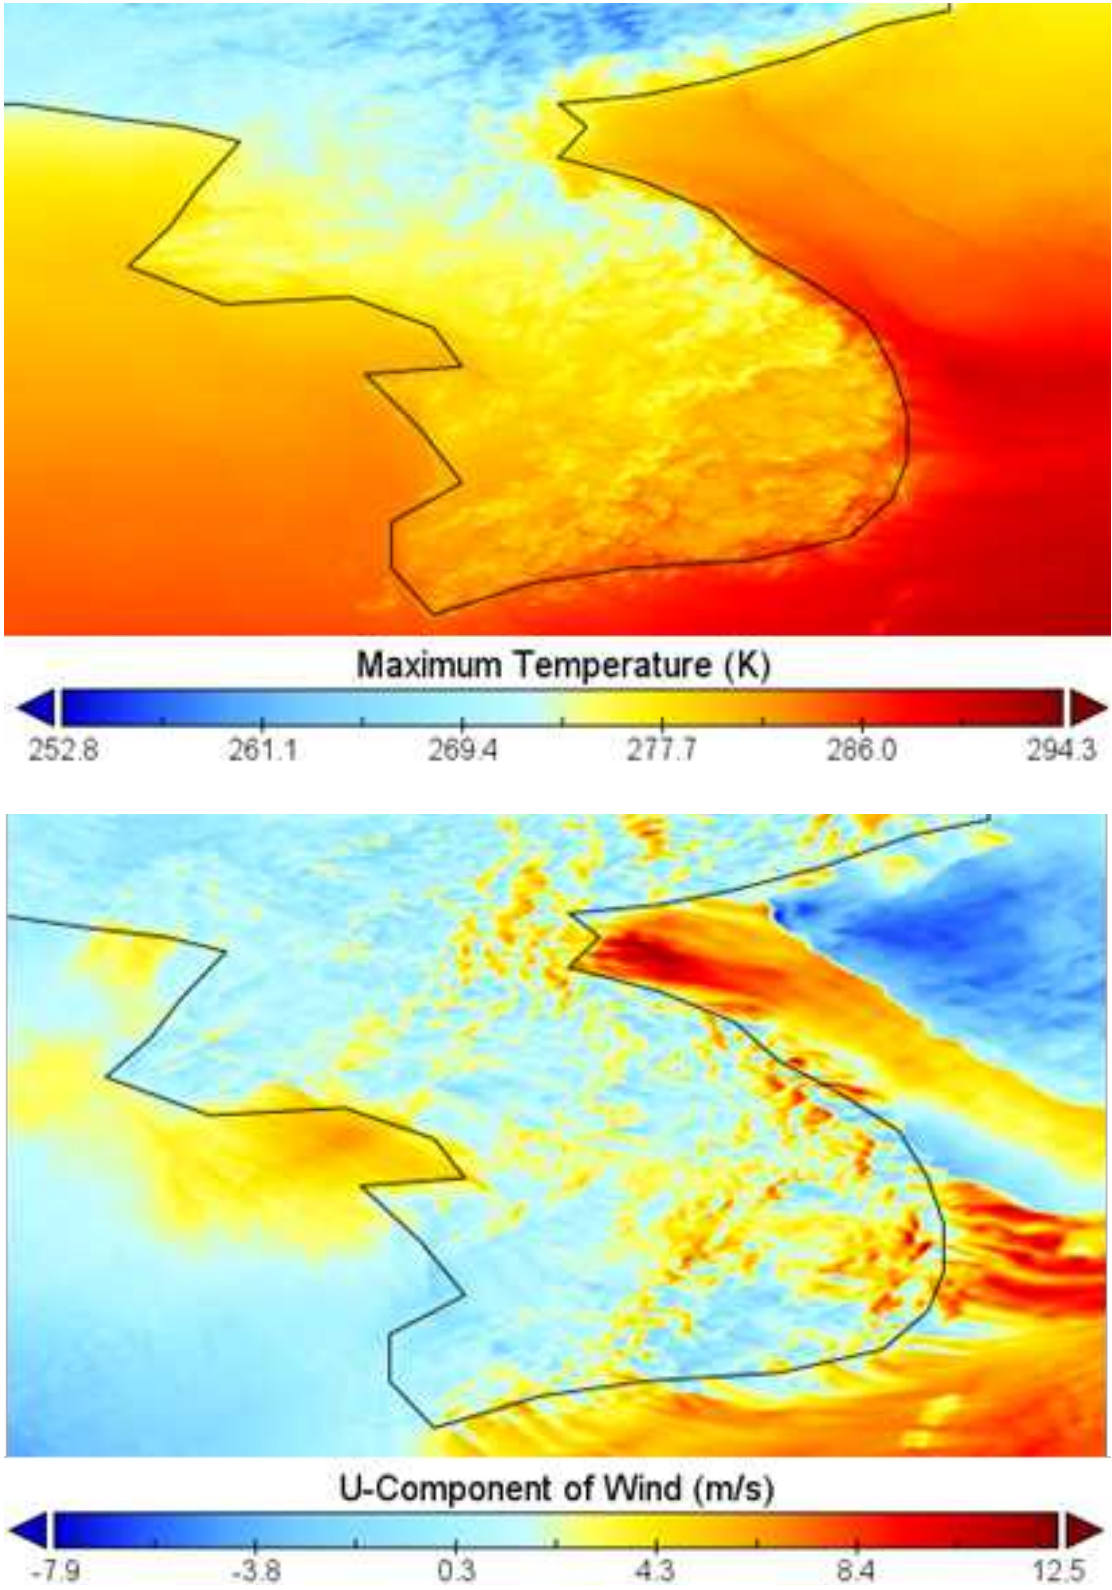 Maximum Temperature (K)
252.8 261.1 269.4 277.7 286.0 294.3
U-Component of Wind (m/s)
-7.9 -3.8 0.3 4.3 8.4 12.5